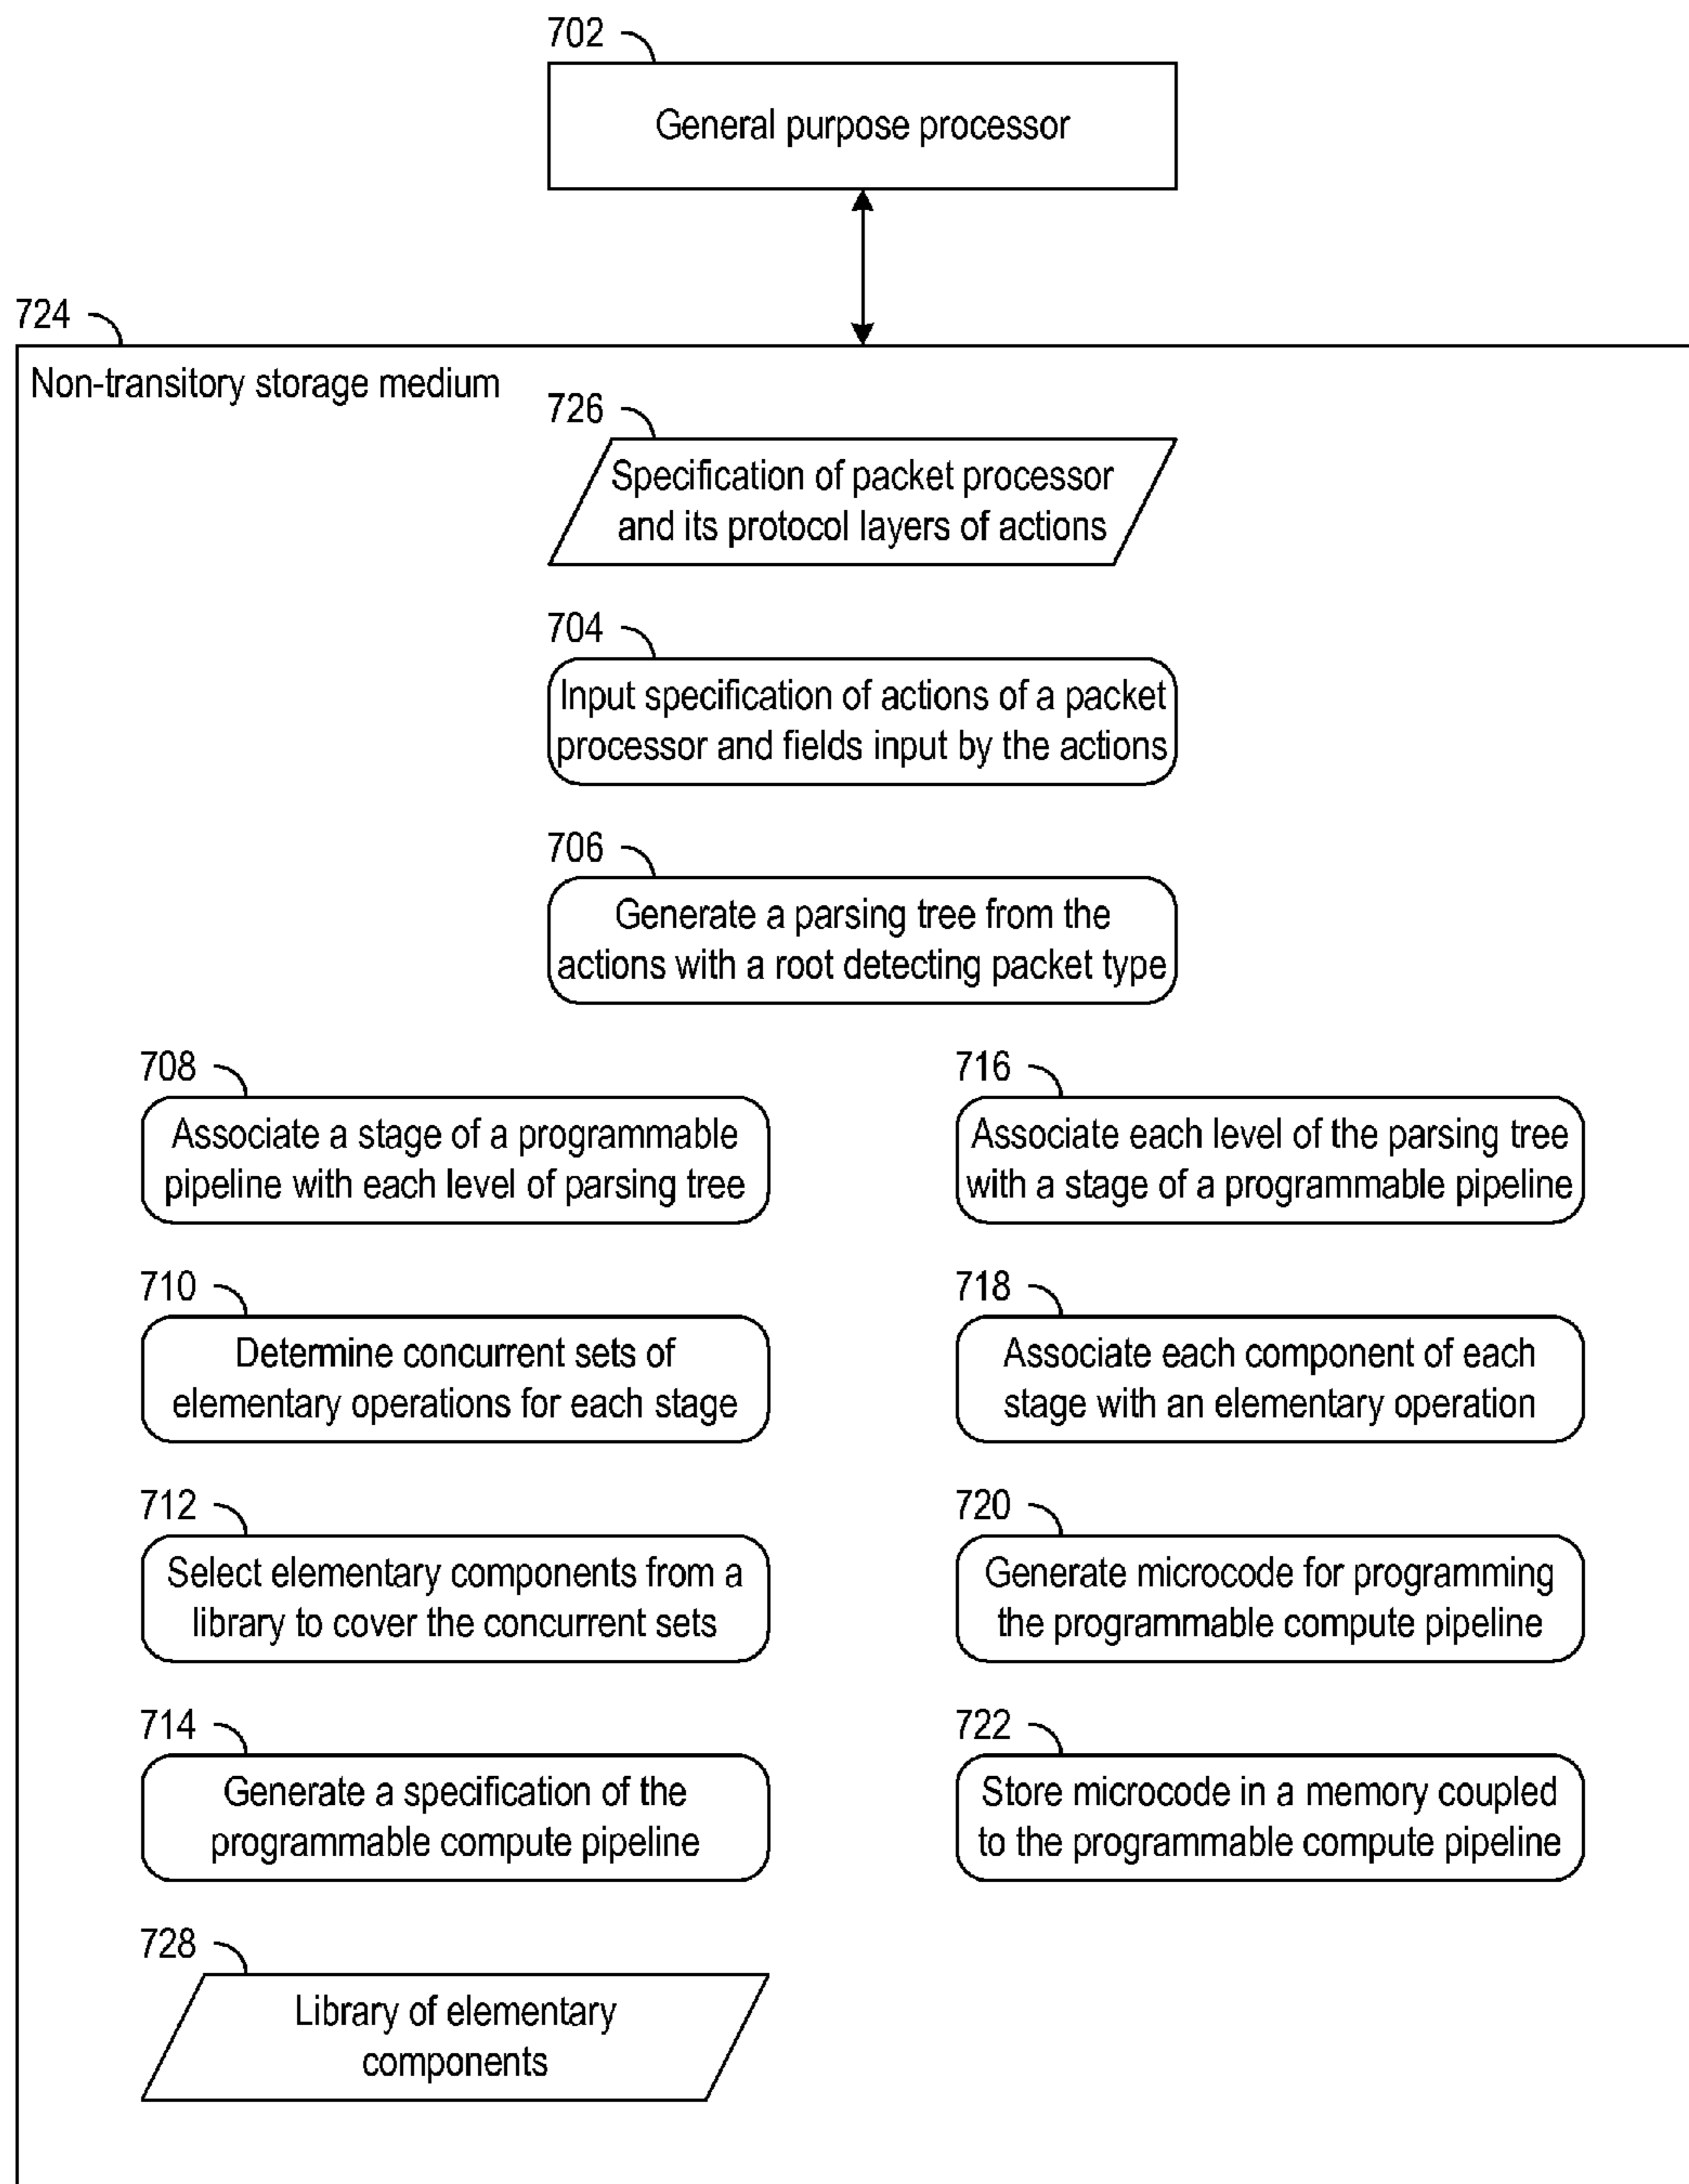 702
General purpose processor
724
Non-transitory storage medium
726
Specification of packet processor
and its protocol layers of actions
704
Input specification of actions of a packet
processor and fields input by the actions
706
Generate a parsing tree from the
actions with a root detecting packet type
708
Associate a stage of a programmable
pipeline with each level of parsing tree
710
Determine concurrent sets of
elementary operations for each stage
712
Select elementary components from a
library to cover the concurrent sets
714
Generate a specification of the
programmable compute pipeline
728
Library of elementary
components
716
Associate each level of the parsing tree
with a stage of a programmable pipeline
718
Associate each component of each
stage with an elementary operation
720
Generate microcode for programming
the programmable compute pipeline
722
Store microcode in a memory coupled
to the programmable compute pipeline